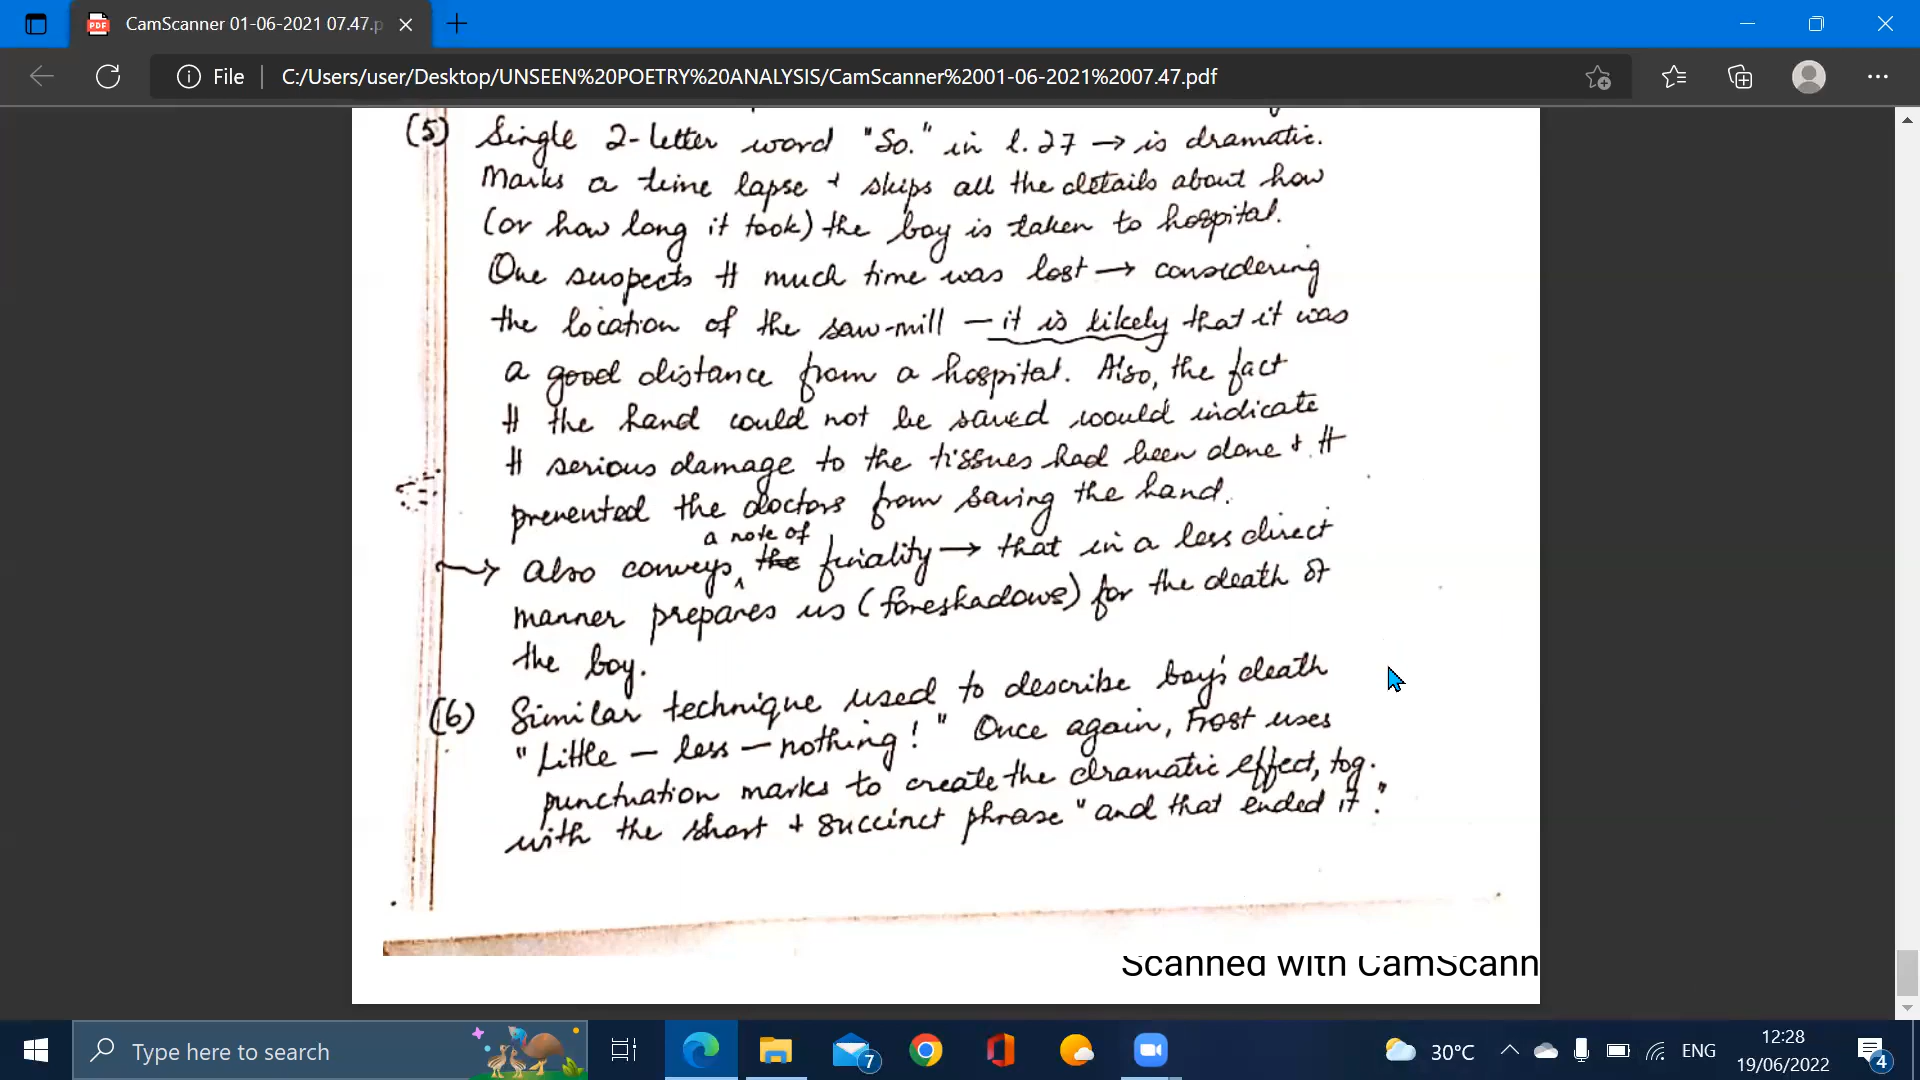 CamScanner 01-06-2021 07.47.p
File
C:/Users/user/Desktop/UNSEEN%20POETRY%20ANALYSIS/CamScanner%2001-06-2021%2007.47.pdf
(5) Single 2-letter word "So." in l.27 → is dramatic.
Marks a time lapse + skips all the details about how
(or how long it took) the boy is taken to hospital.
One suspects tt much time was lost → considering
the location of the saw-mill – it is likely that it was
a good distance from a hospital. Also, the fact
tt the hand could not be saved would indicate
tt serious damage to the tissues had been done + tt
prevented the doctors from saving the hand.
a note of
→ also conveys ^ the finality → that in a less direct
manner prepares us (foreshadows) for the death of
the boy.
(6) Similar technique used to describe boy's death
"Little – less – nothing!" Once again, Frost uses
punctuation marks to create the dramatic effect, tog.
with the short + succinct phrase "and that ended it."
Scanned with CamScann
Type here to search
7
30°C
ENG
12:28
19/06/2022
4